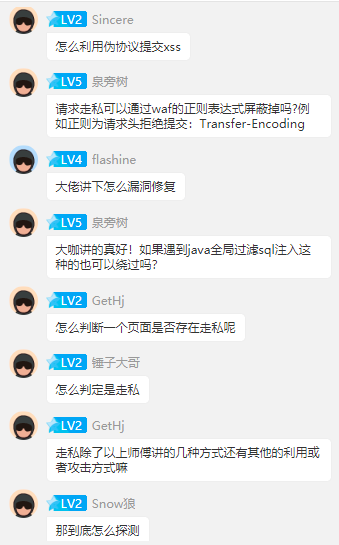 LV2 Sincere
怎么利用伪协议提交xss
LV5 泉旁树
请求走私可以通过waf的正则表达式屏蔽掉吗?例
如正则为请求头拒绝提交：Transfer-Encoding
LV4 flashine
大佬讲下怎么漏洞修复
LV5 泉旁树
大咖讲的真好！如果遇到java全局过滤sql注入这
种的也可以绕过吗?
LV2 GetHj
怎么判断一个页面是否存在走私呢
LV2 锤子大哥
怎么判定是走私
LV2 GetHj
走私除了以上师傅讲的几种方式还有其他的利用或
者攻击方式嘛
LV2 Snow狼
那到底怎么探测